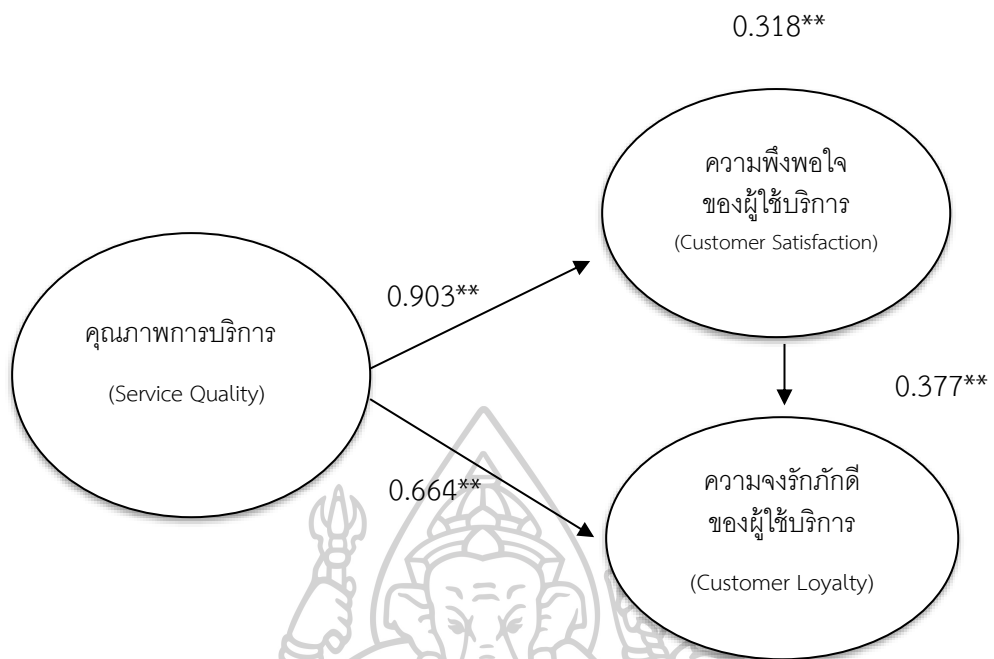 0.318**
ความพึงพอใจ
ของผู้ใช้บริการ
(Customer Satisfaction)
0.903**
คุณภาพการบริการ
(Service Quality)
0.377**
0.664**
ความจงรักภักดี
ของผู้ใช้บริการ
(Customer Loyalty)